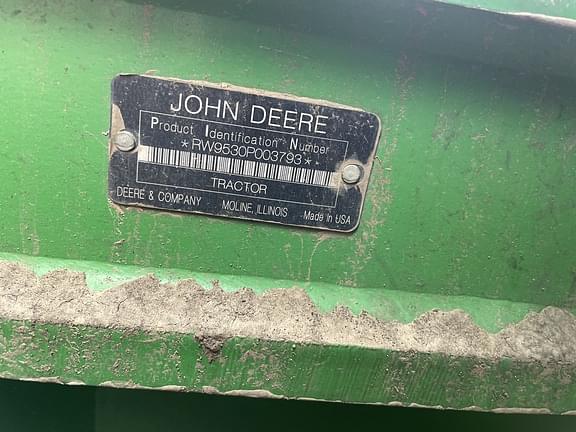 JOHN DEERE
Product Identification Number
*RW9530P003793*
TRACTOR
DEERE & COMPANY MOLINE, ILLINOIS Made in USA